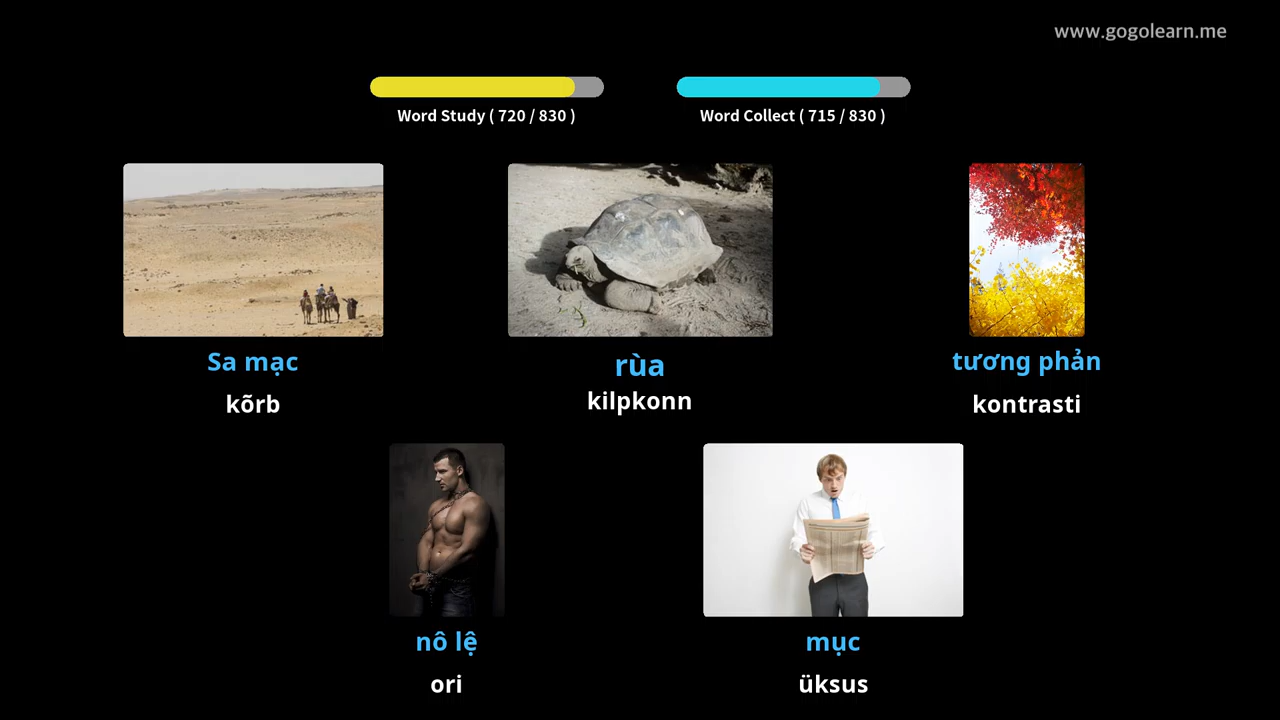 www.gogolearn.me
Word Study ( 720 / 830 )
Word Collect ( 715 / 830 )
Sa mạc
kõrb
rùa
kilpkonn
tương phản
kontrasti
nô lệ
ori
mục
üksus